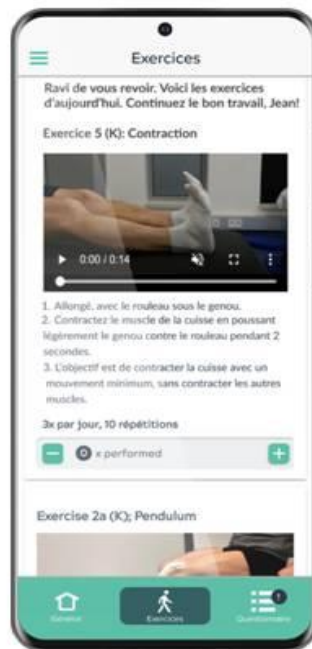 Exercices
Ravi de vous revoir. Voici les exercices
d'aujourd'hui. Continuez le bon travail, Jean!
Exercice 5 (K): Contraction
0:00 / 0:14
1. Allongé, avec le rouleau sous le genou.
2. Contractez le muscle de la cuisse en poussant
légèrement le genou contre le rouleau pendant 2
secondes.
3. L'objectif est de contracter la cuisse avec un
mouvement minimum, sans contracter les autres
muscles.
3x par jour, 10 répétitions
0 x performed
Exercise 2a (K); Pendulum
Général
Exercices
Questionnaire